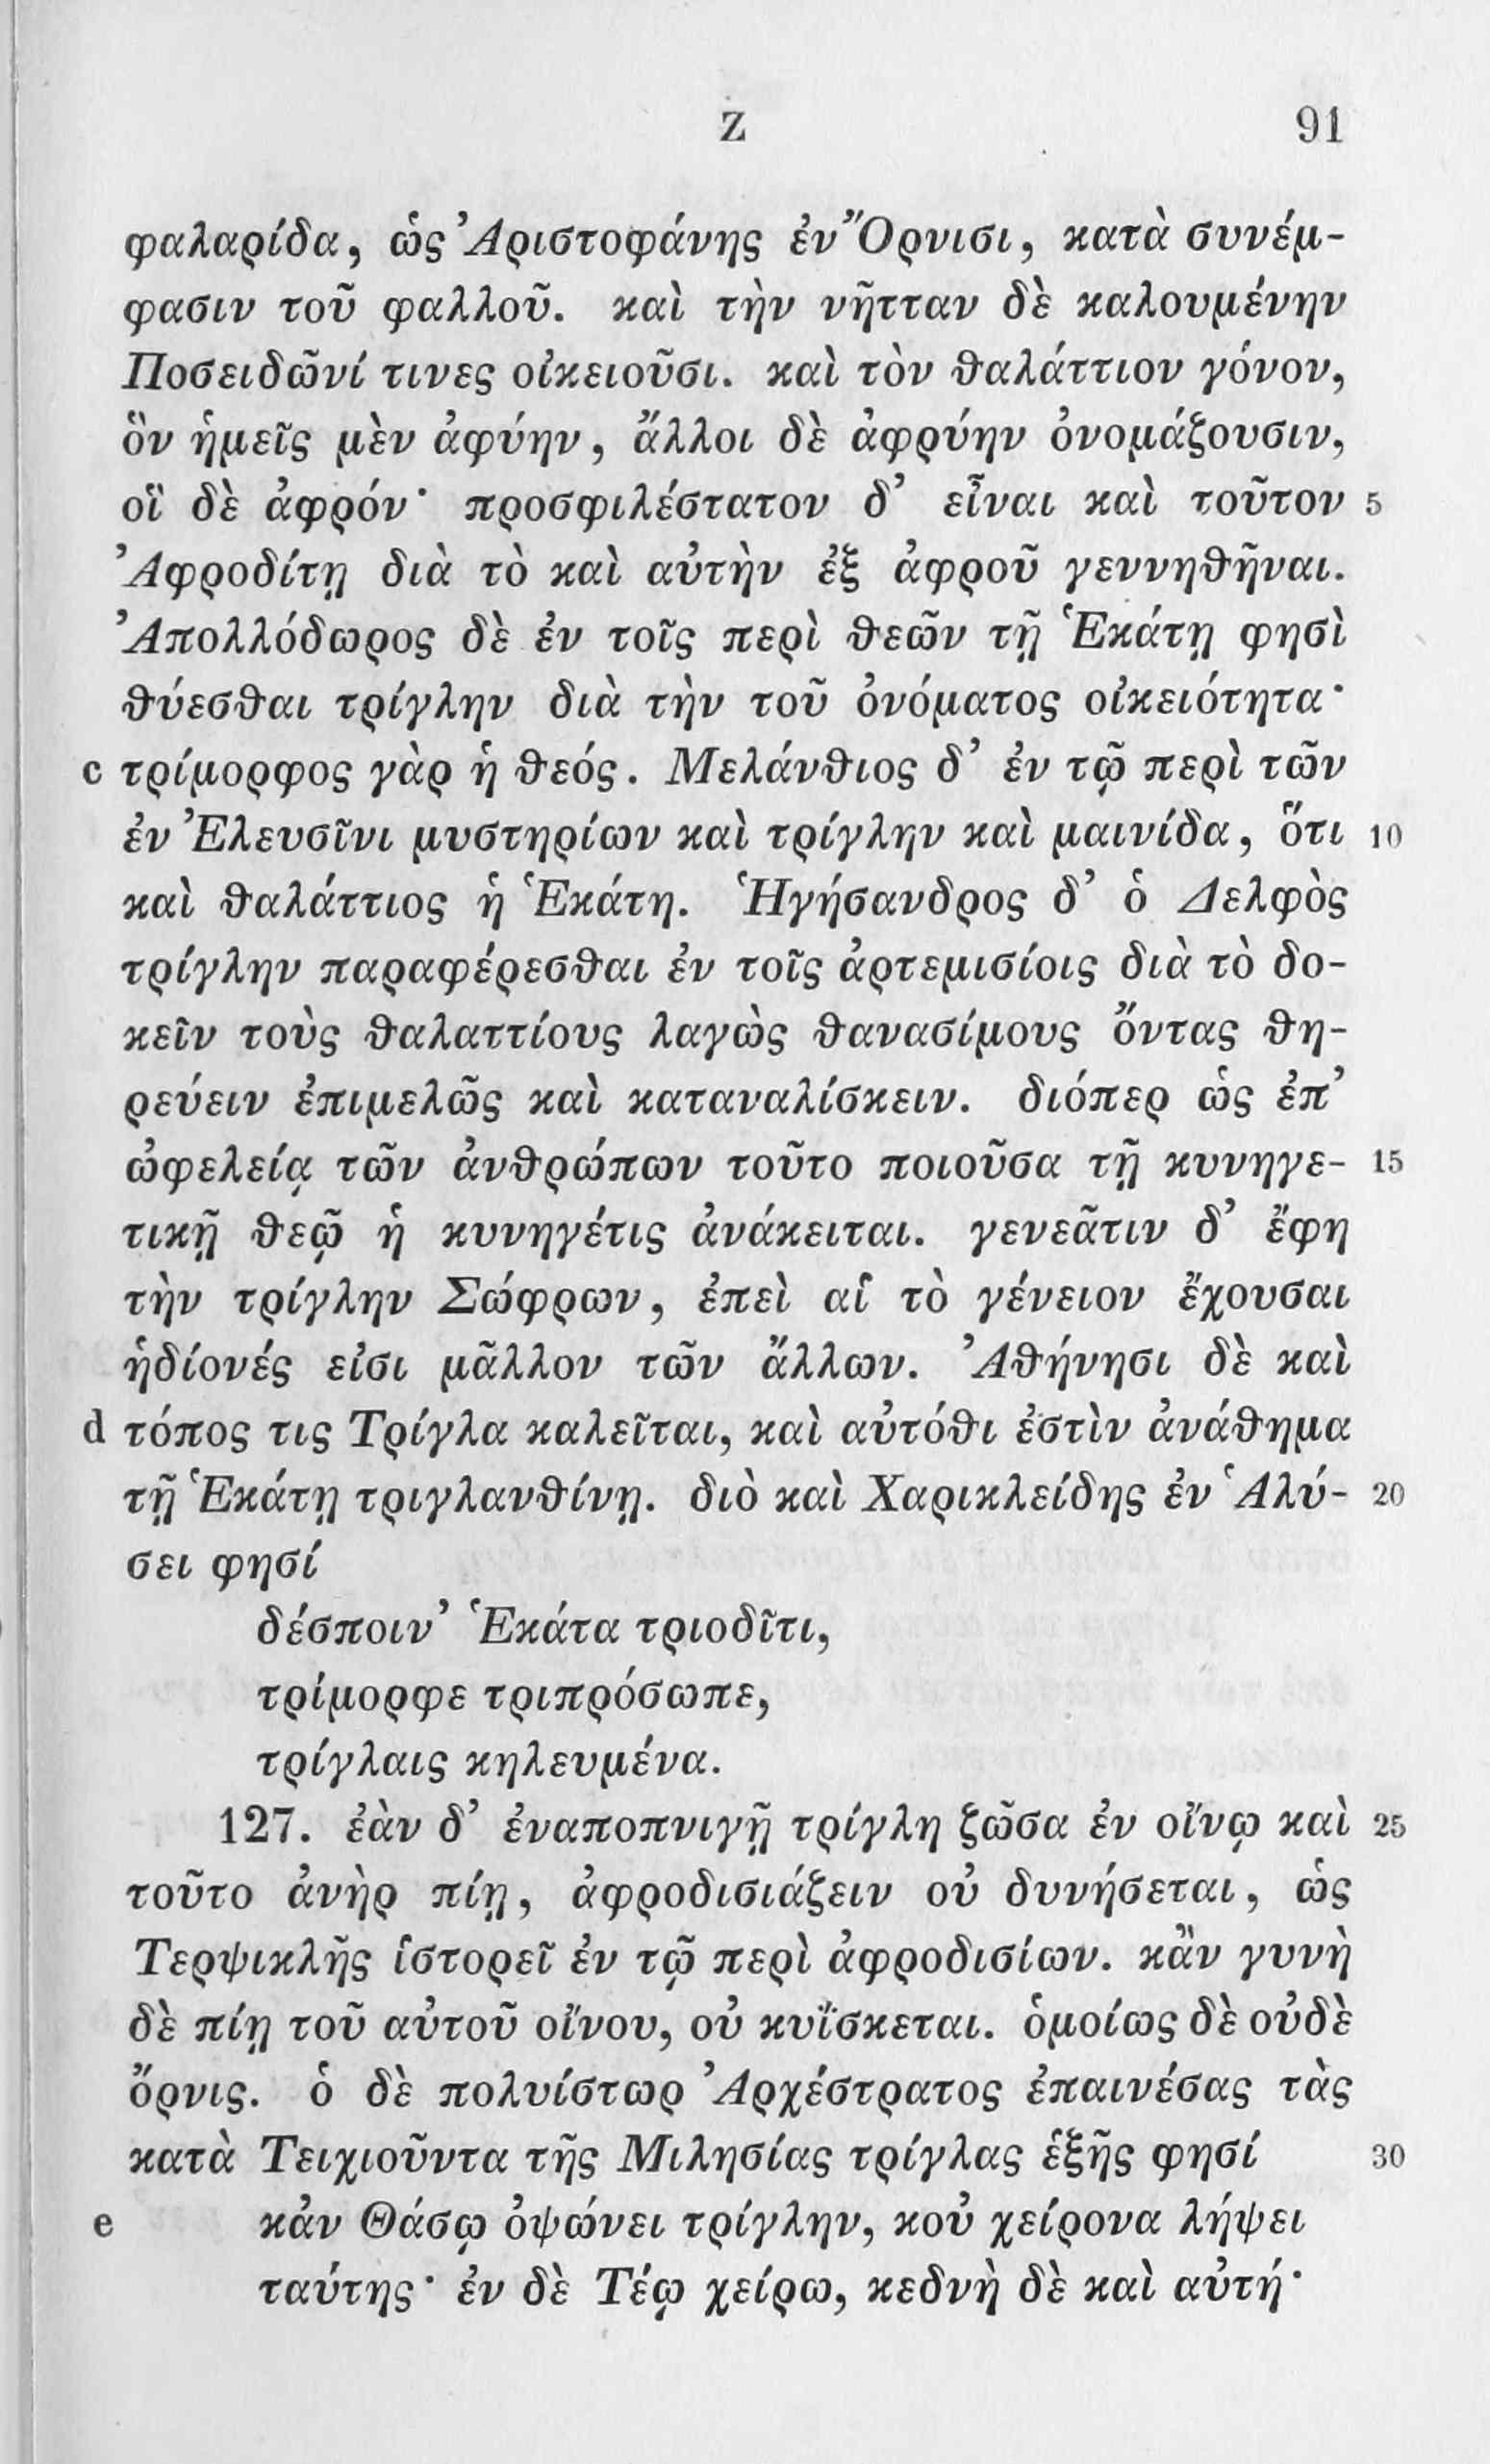 Z 91
φαλαρίδα, ὡς Ἀριστοφάνης ἐν Ὄρνισι, κατὰ συνέμ-
φασιν τοῦ φαλλοῦ. καὶ τὴν νῆτταν δὲ καλουμένην
Ποσειδῶνί τινες οἰκειοῦσι. καὶ τὸν θαλάττιον γόνον,
ὃν ἡμεῖς μὲν ἀφύην, ἄλλοι δὲ ἀφρύην ὀνομάζουσιν,
οἳ δὲ ἀφρόν· προσφιλέστατον δ’ εἶναι καὶ τοῦτον 5
Ἀφροδίτῃ διὰ τὸ καὶ αὐτὴν ἐξ ἀφροῦ γεννηθῆναι.
Ἀπολλόδωρος δὲ ἐν τοῖς περὶ θεῶν τῇ Ἑκάτῃ φησὶ
θύεσθαι τρίγλην διὰ τὴν τοῦ ὀνόματος οἰκειότητα·
c τρίμορφος γὰρ ἡ θεός. Μελάνθιος δ’ ἐν τῷ περὶ τῶν
ἐν Ἐλευσῖνι μυστηρίων καὶ τρίγλην καὶ μαινίδα, ὅτι 10
καὶ θαλάττιος ἡ Ἑκάτη. Ἡγήσανδρος δ’ ὁ Δελφὸς
τρίγλην παραφέρεσθαι ἐν τοῖς ἀρτεμισίοις διὰ τὸ δο-
κεῖν τοὺς θαλαττίους λαγὼς θανασίμους ὄντας θη-
ρεύειν ἐπιμελῶς καὶ καταναλίσκειν. διόπερ ὡς ἐπ’
ὠφελείᾳ τῶν ἀνθρώπων τοῦτο ποιοῦσα τῇ κυνηγε- 15
τικῇ θεῷ ἡ κυνηγέτις ἀνάκειται. γενεᾶτιν δ’ ἔφη
τὴν τρίγλην Σώφρων, ἐπεὶ αἱ τὸ γένειον ἔχουσαι
ἡδίονές εἰσι μᾶλλον τῶν ἄλλων. Ἀθήνησι δὲ καὶ
d τόπος τις Τρίγλα καλεῖται, καὶ αὐτόθι ἐστὶν ἀνάθημα
τῇ Ἑκάτῃ τριγλανθίνῃ. διὸ καὶ Χαρικλείδης ἐν Ἁλύ- 20
σει φησί
δέσποιν’ Ἑκάτα τριοδῖτι,
τρίμορφε τριπρόσωπε,
τρίγλαις κηλευμένα.
127. ἐὰν δ’ ἐναποπνιγῇ τρίγλη ζῶσα ἐν οἴνῳ καὶ 25
τοῦτο ἀνὴρ πίῃ, ἀφροδισιάζειν οὐ δυνήσεται, ὡς
Τερψικλῆς ἱστορεῖ ἐν τῷ περὶ ἀφροδισίων. κἂν γυνὴ
δὲ πίῃ τοῦ αὐτοῦ οἴνου, οὐ κυΐσκεται. ὁμοίως δὲ οὐδὲ
ὄρνις. ὁ δὲ πολυίστωρ Ἀρχέστρατος ἐπαινέσας τὰς
κατὰ Τειχιοῦντα τῆς Μιλησίας τρίγλας ἑξῆς φησί 30
e κἀν Θάσῳ ὀψώνει τρίγλην, κοὐ χείρονα λήψει
ταύτης· ἐν δὲ Τέῳ χείρω, κεδνὴ δὲ καὶ αὐτή·